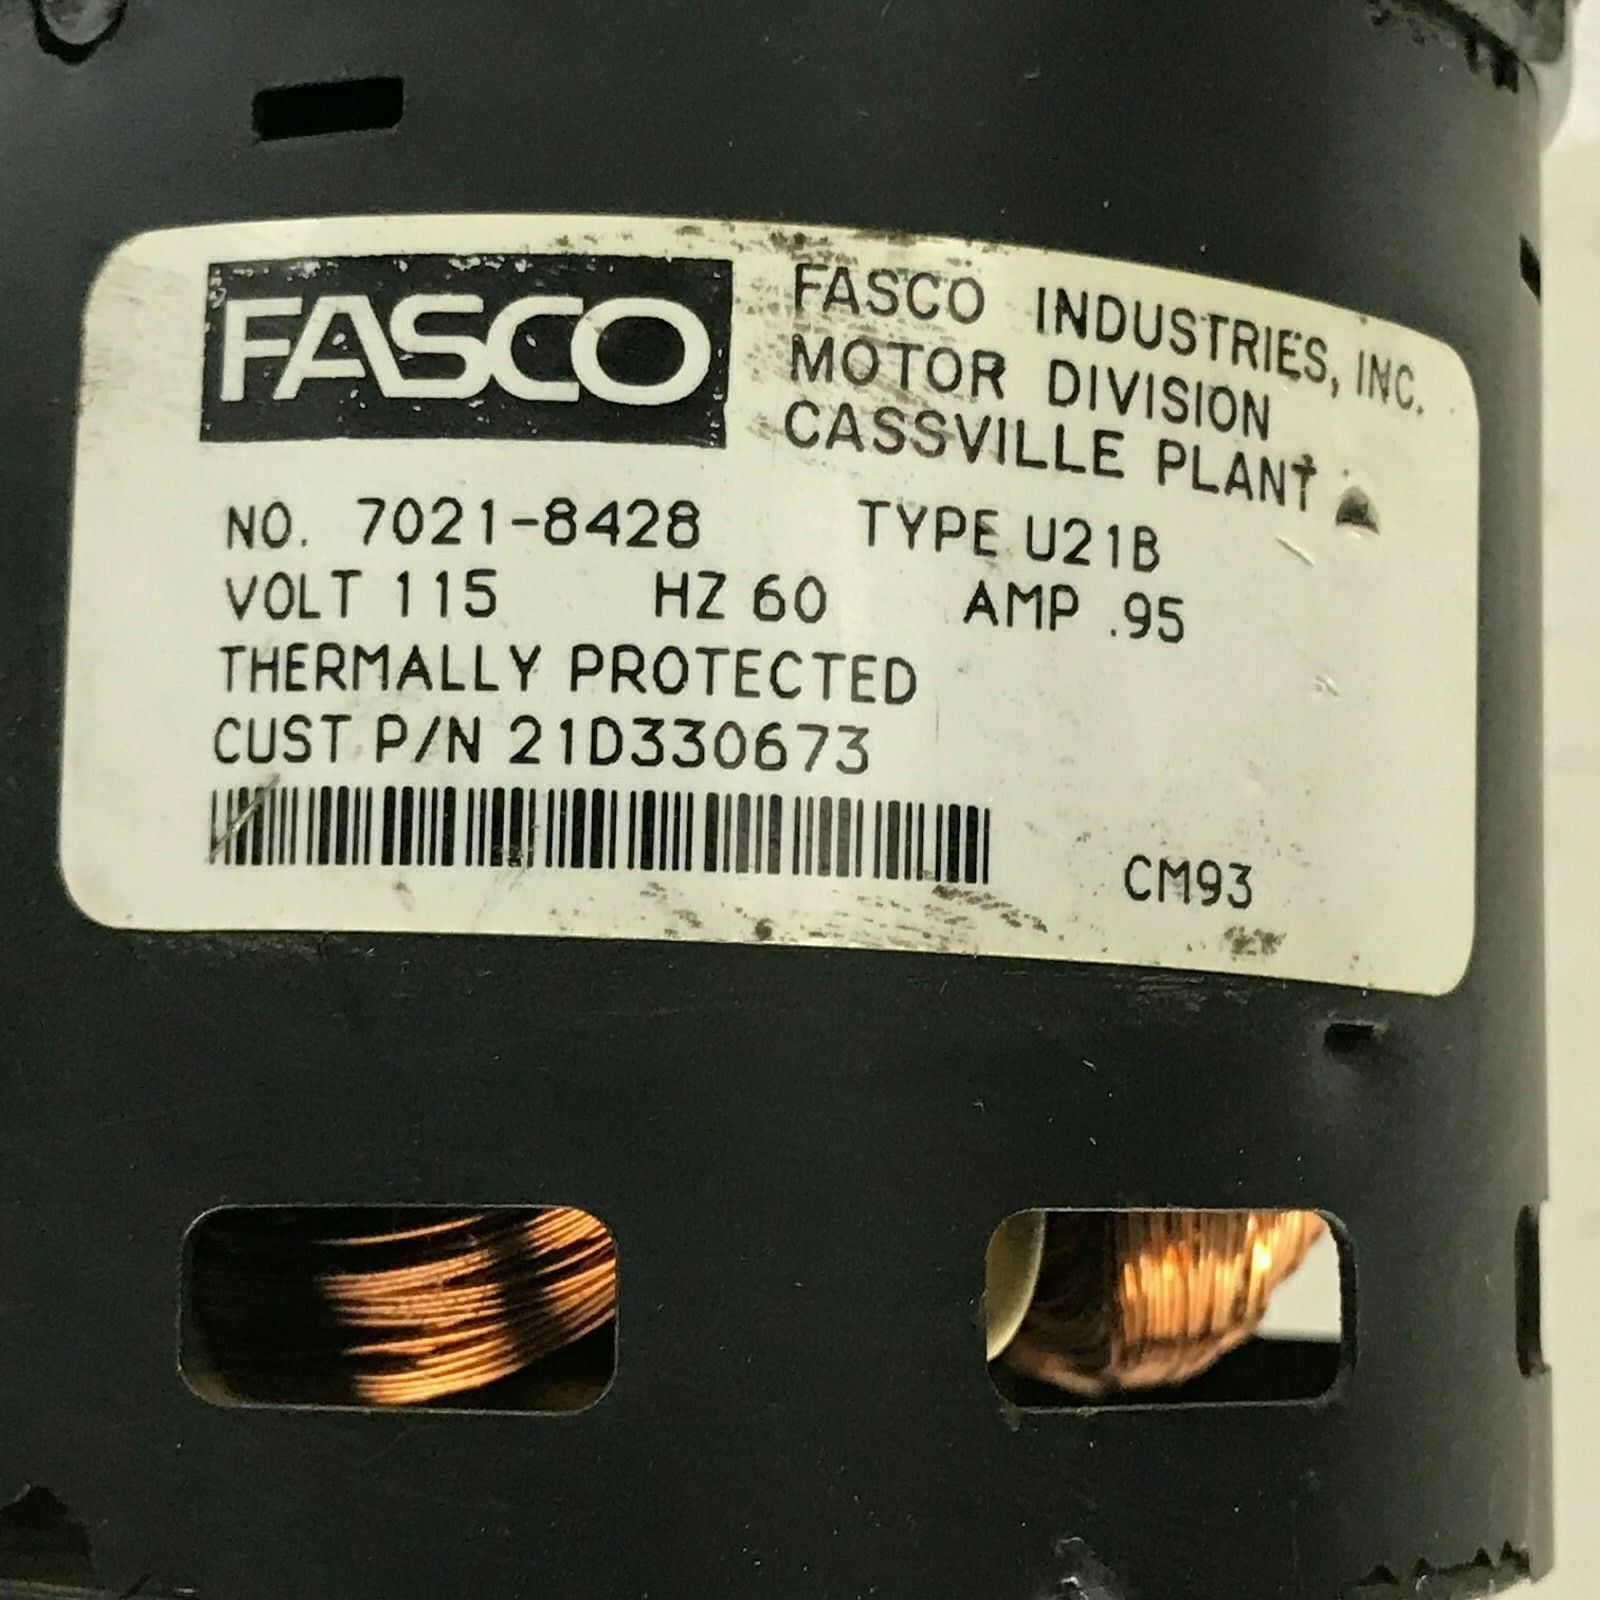 FASCO
FASCO INDUSTRIES, INC.
MOTOR DIVISION
CASSVILLE PLANT
NO. 7021-8428 TYPE U21B
VOLT 115 HZ 60 AMP .95
THERMALLY PROTECTED
CUST P/N 21D330673
CM93